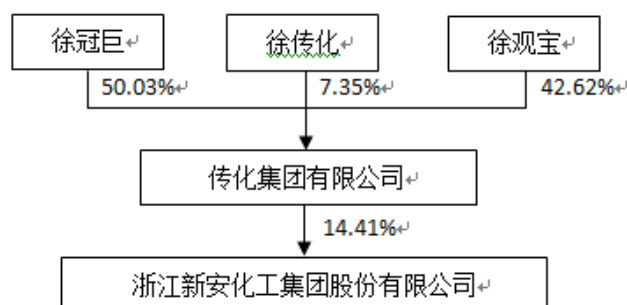 徐冠巨 徐传化 徐观宝
50.03% 7.35% 42.62%
传化集团有限公司
14.41%
浙江新安化工集团股份有限公司